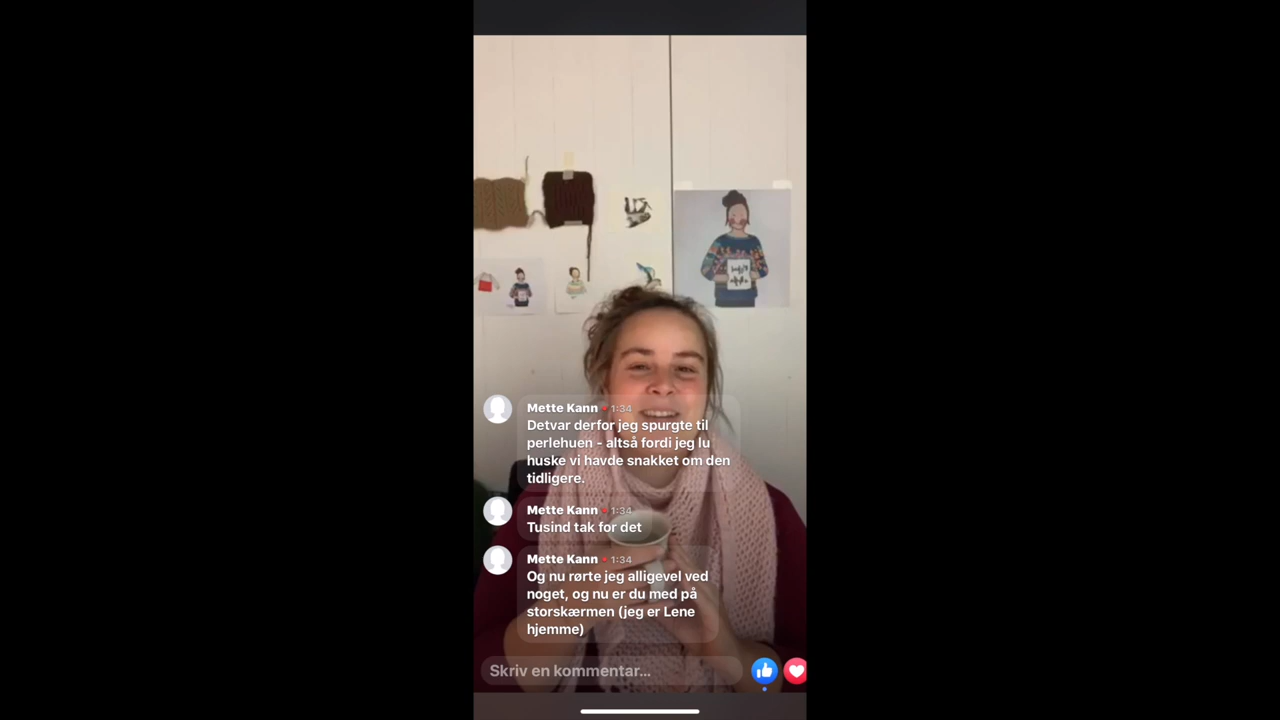 Mette Kann 1:34
Detvar derfor jeg spurgte til
perlehuen - altså fordi jeg lu
huske vi havde snakket om den
tidligere.
Mette Kann 1:34
Tusind tak for det
Mette Kann 1:34
Og nu rørte jeg alligevel ved
noget, og nu er du med på
storskærmen (jeg er Lene
hjemme)
Skriv en kommentar...